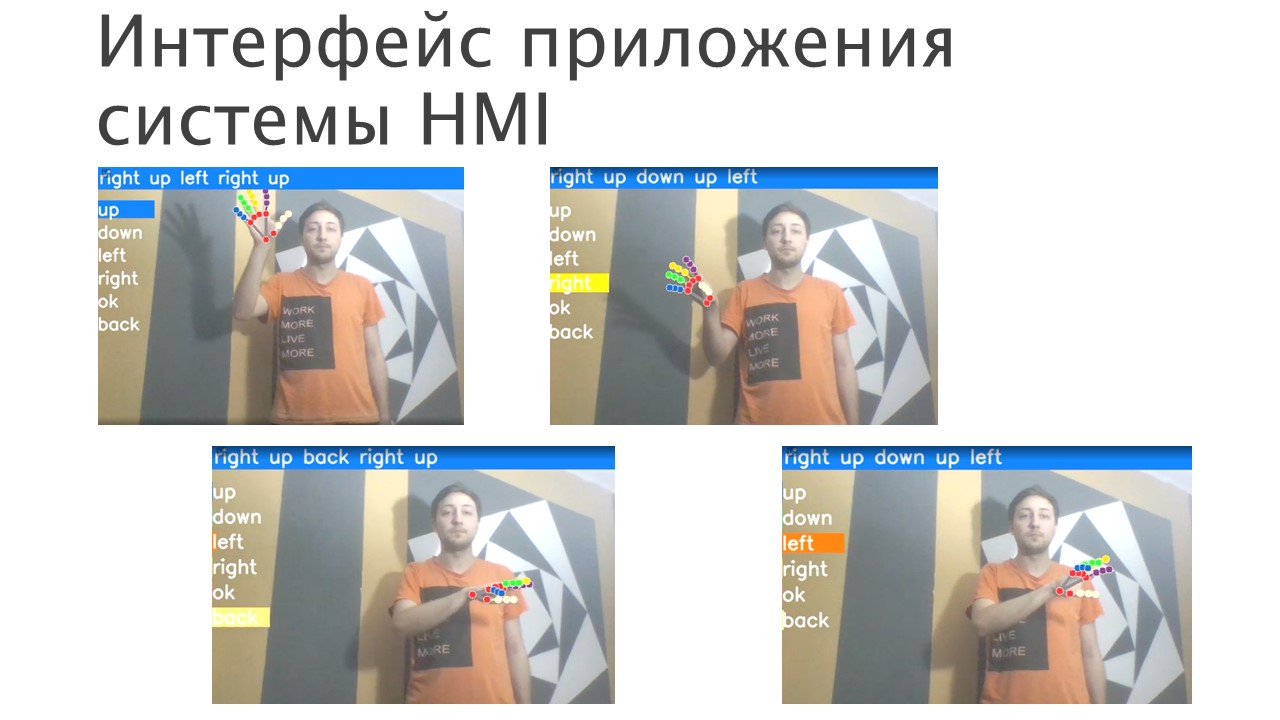 Интерфейс приложения
системы HMI
right up left right up
up
down
left
right
ok
back
WORK
MORE
LIVE
MORE
right up down up left
up
down
left
right
ok
back
WORK
MORE
LIVE
MORE
right up back right up
up
down
left
right
ok
back
LIVE
MORE
right up down up left
up
down
left
right
ok
back
LIVE
MORE